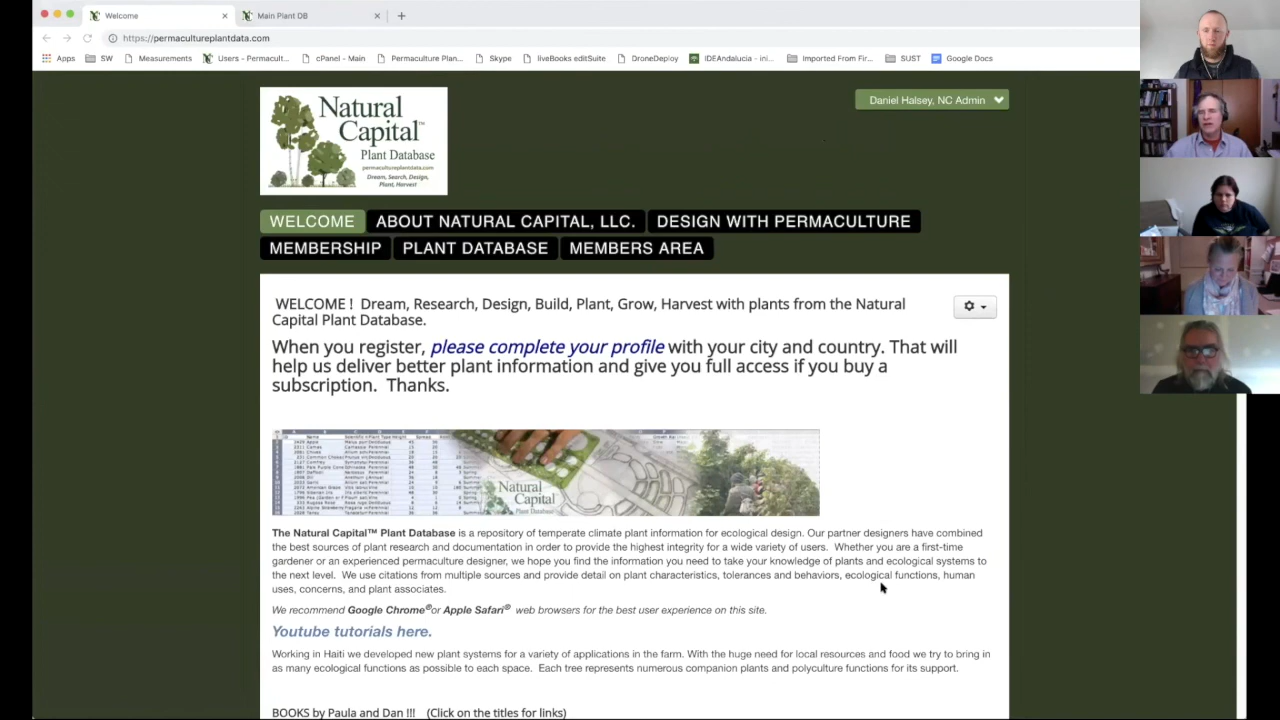 Welcome
Main Plant DB
https://permacultureplantdata.com
Apps SW Measurements Users - Permacult... cPanel - Main Permaculture Plan... Skype liveBooks editSuite DroneDeploy IDEAndalucia - ini... Imported From Fir... SUST Google Docs
Natural
Capital™
Plant Database
permacultureplantdata.com
Dream, Search, Design,
Plant, Harvest
Daniel Halsey, NC Admin
WELCOME ABOUT NATURAL CAPITAL, LLC. DESIGN WITH PERMACULTURE
MEMBERSHIP PLANT DATABASE MEMBERS AREA
WELCOME ! Dream, Research, Design, Build, Plant, Grow, Harvest with plants from the Natural
Capital Plant Database.
When you register, please complete your profile with your city and country. That will
help us deliver better plant information and give you full access if you buy a
subscription. Thanks.
Natural
Capital
Plant Database
The Natural Capital™ Plant Database is a repository of temperate climate plant information for ecological design. Our partner designers have combined
the best sources of plant research and documentation in order to provide the highest integrity for a wide variety of users. Whether you are a first-time
gardener or an experienced permaculture designer, we hope you find the information you need to take your knowledge of plants and ecological systems to
the next level. We use citations from multiple sources and provide detail on plant characteristics, tolerances and behaviors, ecological functions, human
uses, concerns, and plant associates.
We recommend Google Chrome®or Apple Safari® web browsers for the best user experience on this site.
Youtube tutorials here.
Working in Haiti we developed new plant systems for a variety of applications in the farm. With the huge need for local resources and food we try to bring in
as many ecological functions as possible to each space. Each tree represents numerous companion plants and polyculture functions for its support.
BOOKS by Paula and Dan !!! (Click on the titles for links)